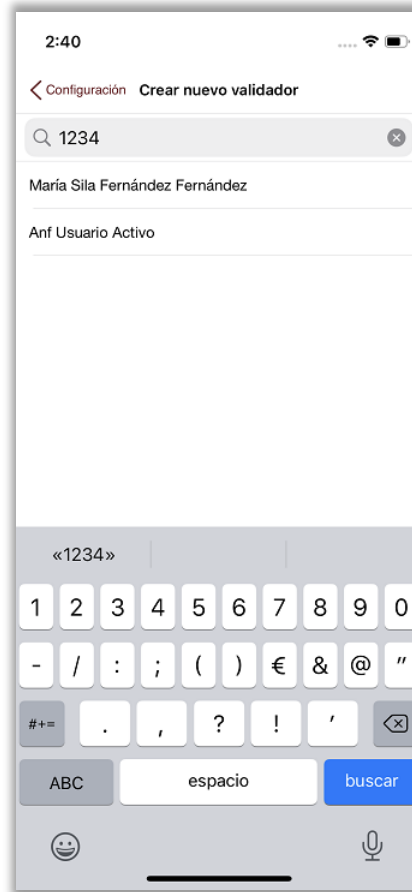 2:40
Configuración Crear nuevo validador
1234
María Sila Fernández Fernández
Anf Usuario Activo
«1234»
1 2 3 4 5 6 7 8 9 0
- / : ; ( ) € & @ "
#+= . , ? ! '
ABC espacio buscar